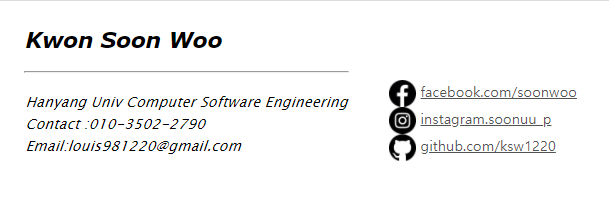 Kwon Soon Woo
Hanyang Univ Computer Software Engineering
Contact :010-3502-2790
Email:louis981220@gmail.com
facebook.com/soonwoo
instagram.soonuu_p
github.com/ksw1220